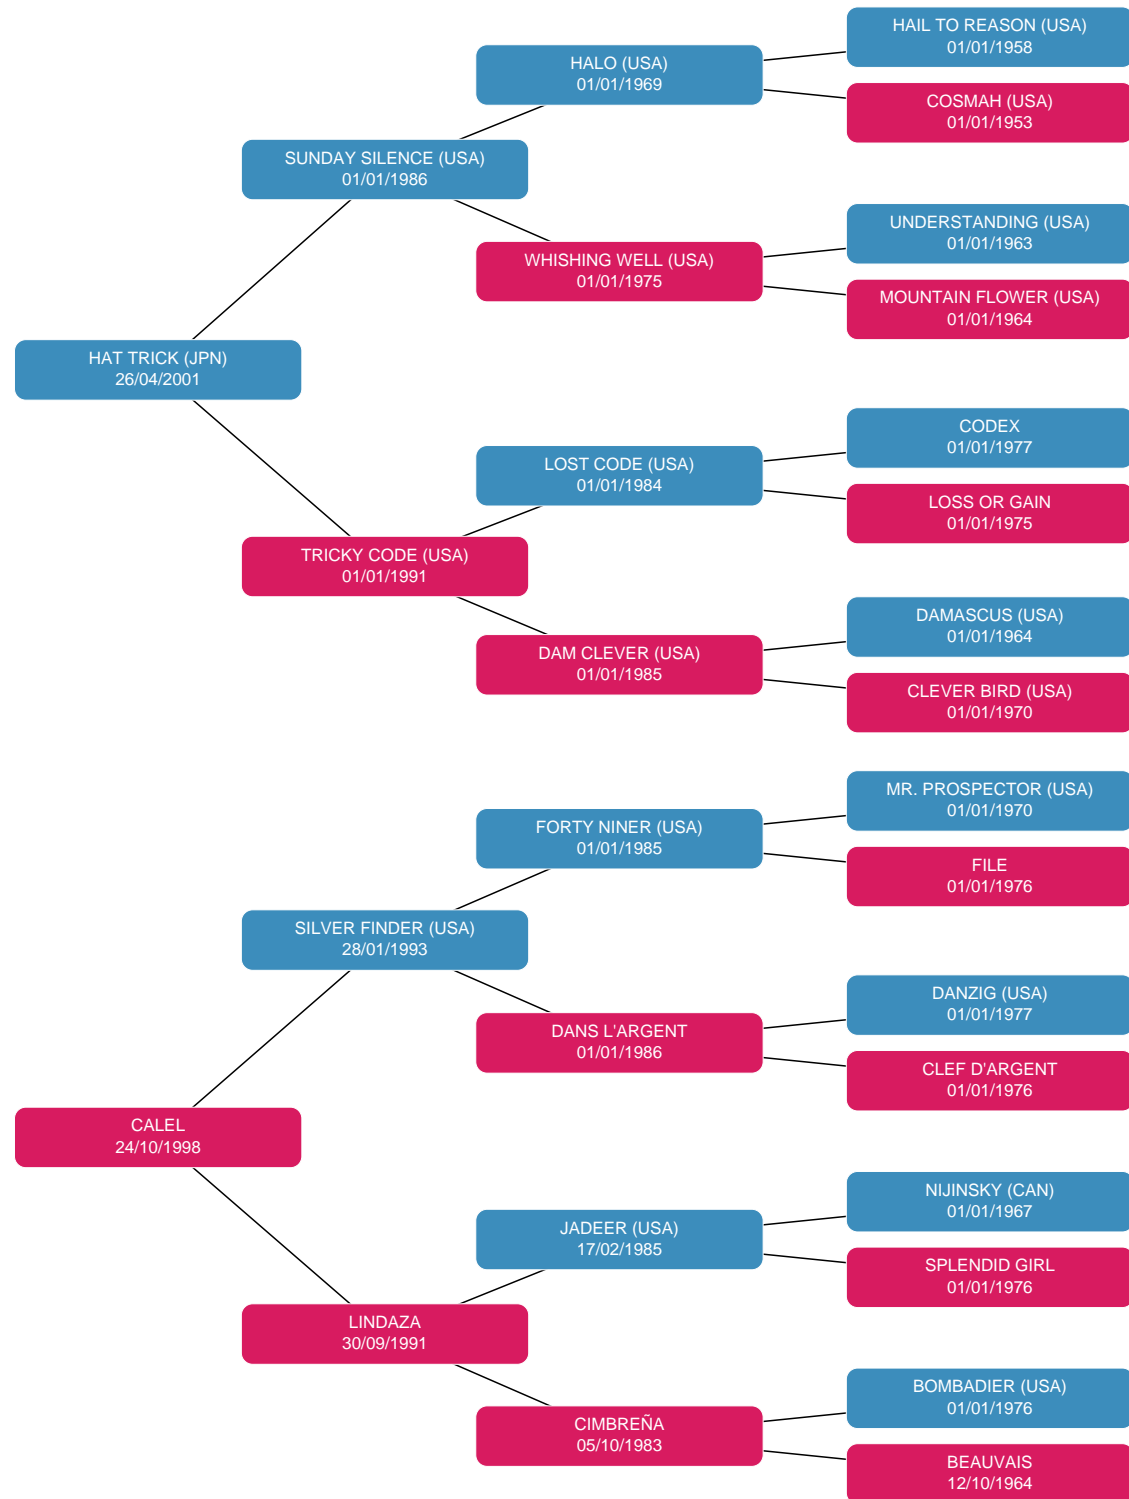 HAIL TO REASON (USA)
01/01/1958
HALO (USA)
01/01/1969
COSMAH (USA)
01/01/1953
SUNDAY SILENCE (USA)
01/01/1986
UNDERSTANDING (USA)
01/01/1963
WHISHING WELL (USA)
01/01/1975
MOUNTAIN FLOWER (USA)
01/01/1964
HAT TRICK (JPN)
26/04/2001
CODEX
01/01/1977
LOST CODE (USA)
01/01/1984
LOSS OR GAIN
01/01/1975
TRICKY CODE (USA)
01/01/1991
DAMASCUS (USA)
01/01/1964
DAM CLEVER (USA)
01/01/1985
CLEVER BIRD (USA)
01/01/1970
MR. PROSPECTOR (USA)
01/01/1970
FORTY NINER (USA)
01/01/1985
FILE
01/01/1976
SILVER FINDER (USA)
28/01/1993
DANZIG (USA)
01/01/1977
DANS L'ARGENT
01/01/1986
CLEF D'ARGENT
01/01/1976
CALEL
24/10/1998
NIJINSKY (CAN)
01/01/1967
JADEER (USA)
17/02/1985
SPLENDID GIRL
01/01/1976
LINDAZA
30/09/1991
BOMBADIER (USA)
01/01/1976
CIMBREÑA
05/10/1983
BEAUVAIS
12/10/1964